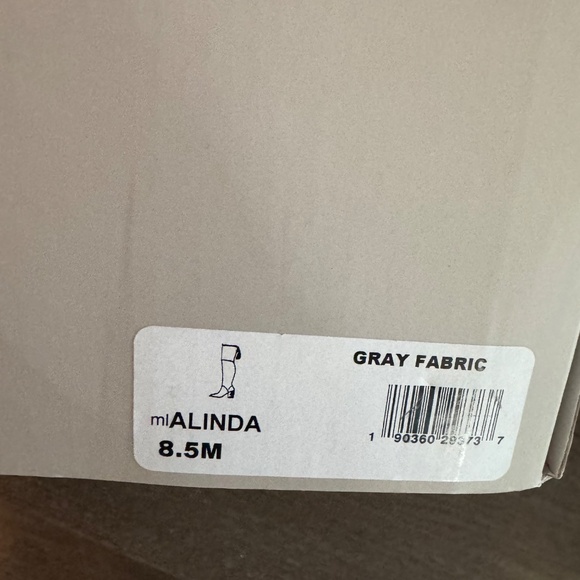 GRAY FABRIC
mlALINDA
8.5M
1 90360 29373 7